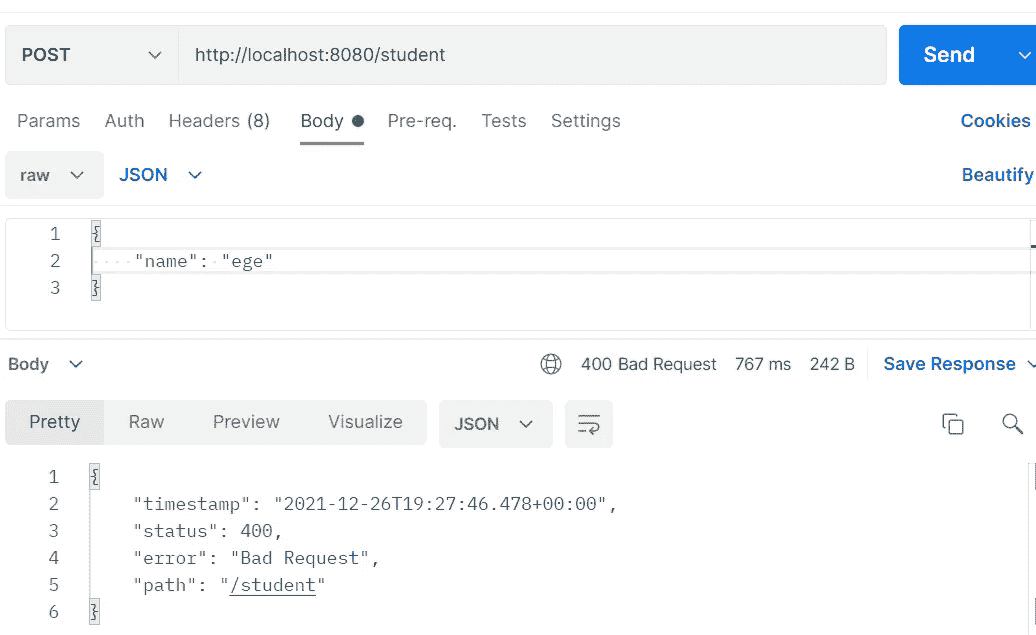 POST http://localhost:8080/student Send
Params Auth Headers (8) Body Pre-req. Tests Settings Cookies
raw JSON Beautify
1 {
2 "name": "ege"
3 }
Body 400 Bad Request 767 ms 242 B Save Response
Pretty Raw Preview Visualize JSON
1 {
2 "timestamp": "2021-12-26T19:27:46.478+00:00",
3 "status": 400,
4 "error": "Bad Request",
5 "path": "/student"
6 }